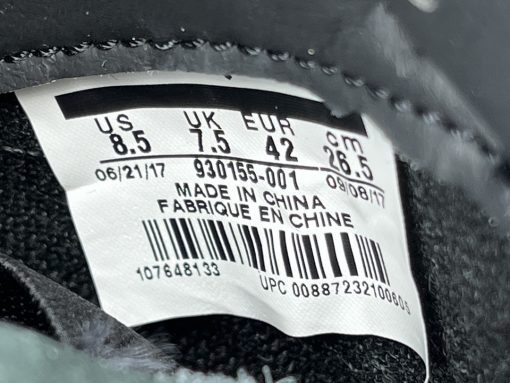 US UK EUR cm
8.5 7.5 42 26.5
06/21/17 930155-001 09/08/17
MADE IN CHINA
FABRIQUE EN CHINE
107648133
UPC 00887232100605